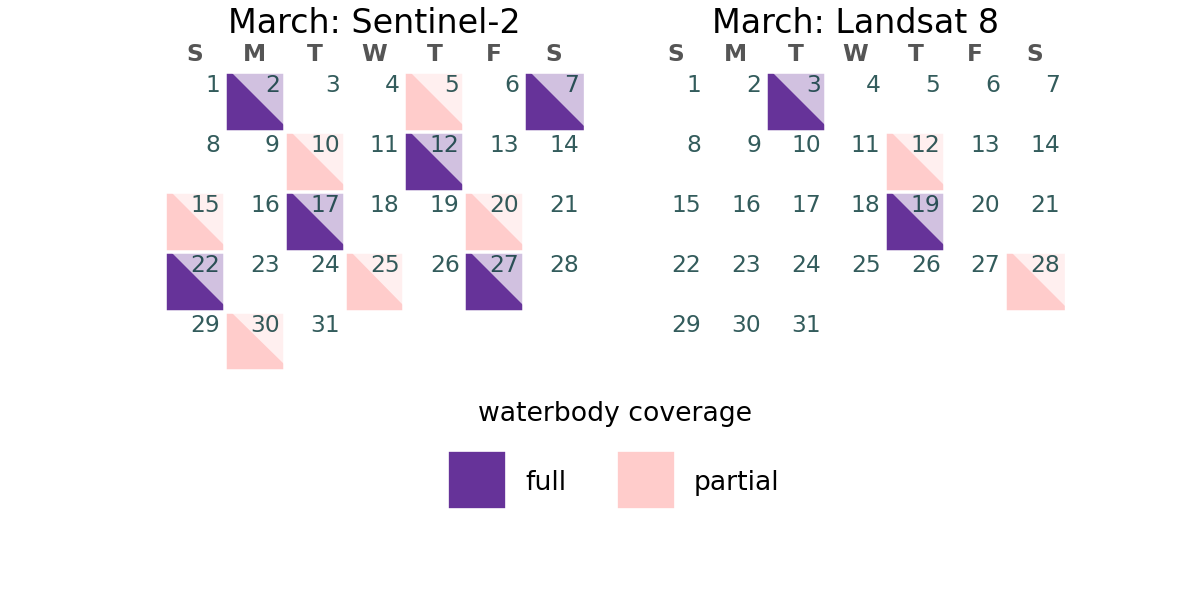 March: Sentinel-2
S M T W T F S
1 2 3 4 5 6 7
8 9 10 11 12 13 14
15 16 17 18 19 20 21
22 23 24 25 26 27 28
29 30 31
March: Landsat 8
S M T W T F S
1 2 3 4 5 6 7
8 9 10 11 12 13 14
15 16 17 18 19 20 21
22 23 24 25 26 27 28
29 30 31
waterbody coverage
full
partial